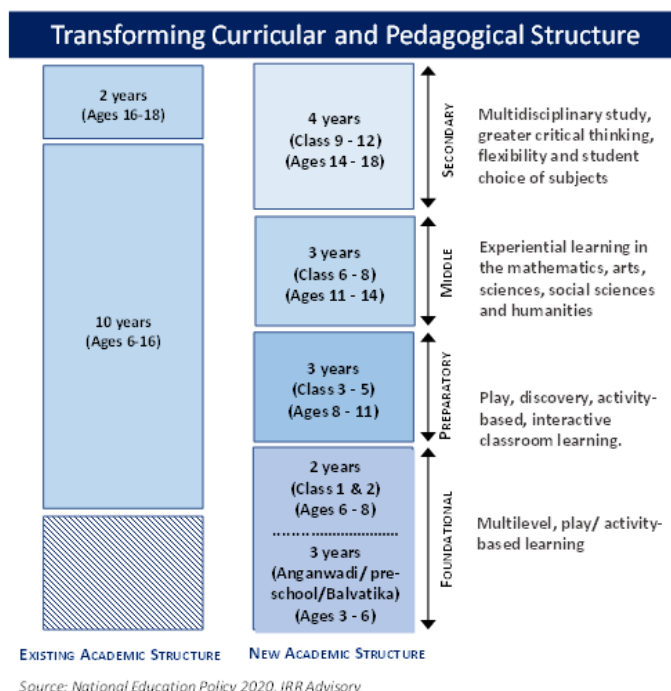 Transforming Curricular and Pedagogical Structure
2 years
(Ages 16-18)
10 years
(Ages 6-16)
EXISTING ACADEMIC STRUCTURE
4 years
(Class 9 - 12)
(Ages 14 - 18)
SECONDARY
Multidisciplinary study,
greater critical thinking,
flexibility and student
choice of subjects
3 years
(Class 6 - 8)
(Ages 11 - 14)
MIDDLE
Experiential learning in
the mathematics, arts,
sciences, social sciences
and humanities
3 years
(Class 3 - 5)
(Ages 8 - 11)
PREPARATORY
Play, discovery, activity-
based, interactive
classroom learning.
2 years
(Class 1 & 2)
(Ages 6 - 8)
3 years
(Anganwadi/ pre-
school/Balvatika)
(Ages 3 - 6)
FOUNDATIONAL
Multilevel, play/ activity-
based learning
NEW ACADEMIC STRUCTURE
Source: National Education Policy 2020, IRR Advisory